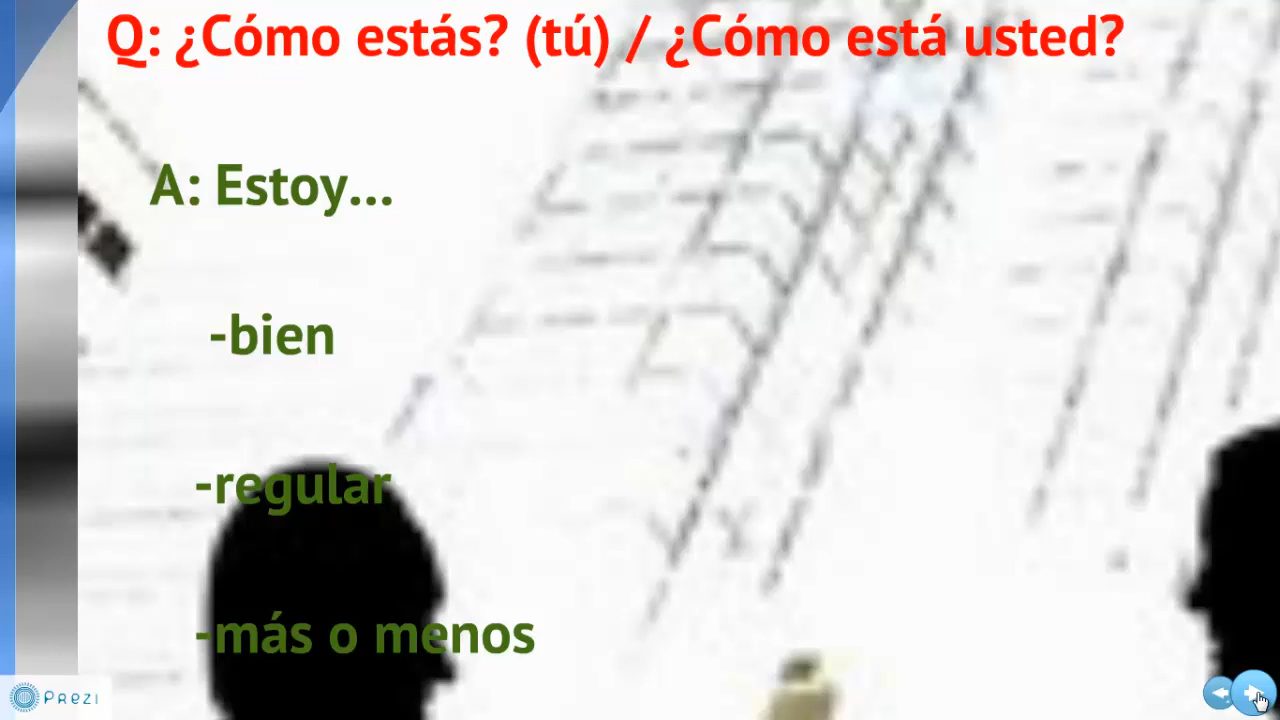 Q: ¿Cómo estás? (tú) / ¿Cómo está usted?
A: Estoy...
-bien
-regular
-más o menos
Prezi